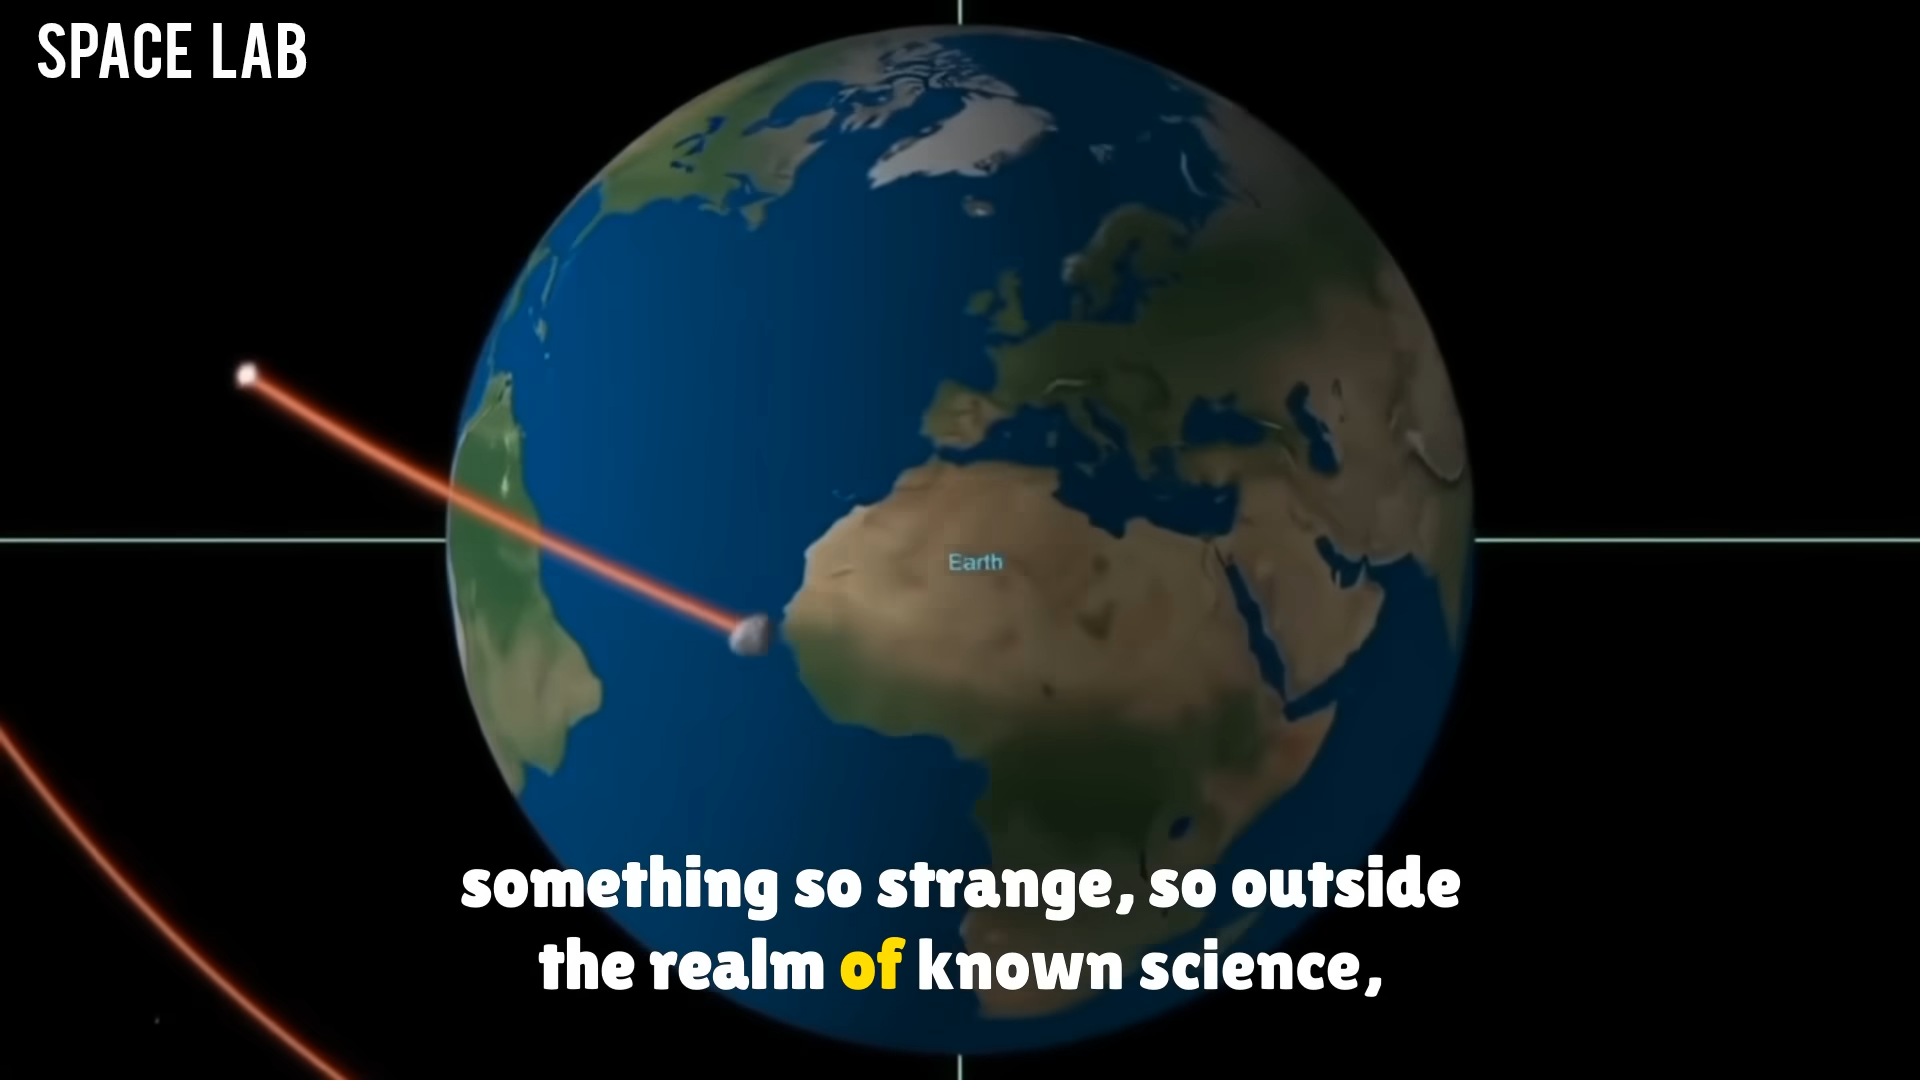 SPACE LAB
Earth
something so strange, so outside
the realm of known science,